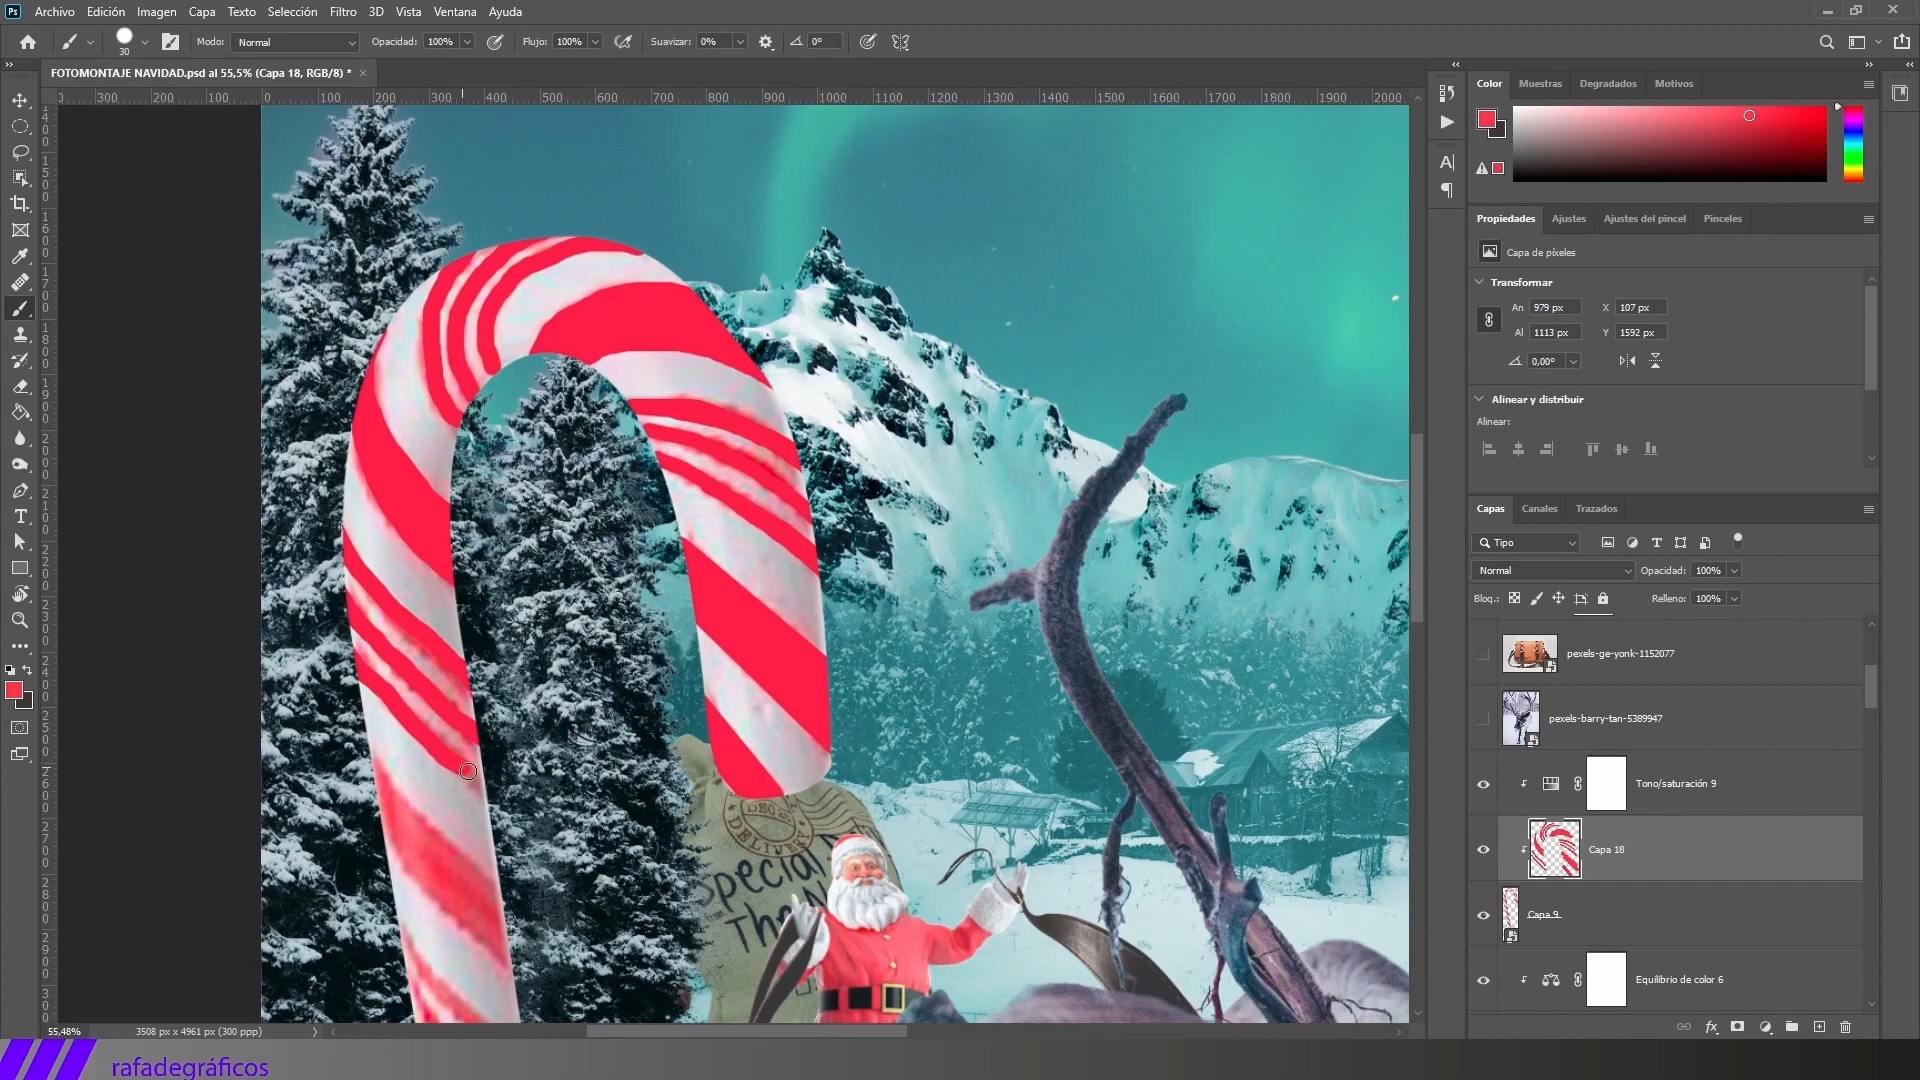 Archivo Edición Imagen Capa Texto Selección Filtro 3D Vista Ventana Ayuda
30 Modo: Normal Opacidad: 100% Flujo: 100% Suavizar: 0% 0°
FOTOMONTAJE NAVIDAD.psd al 55,5% (Capa 18, RGB/8) *
300 200 100 0 100 200 300 400 500 600 700 800 900 1000 1100 1200 1300 1400 1500 1600 1700 1800 1900 2000
Color Muestras Degradados Motivos
Propiedades Ajustes Ajustes del píncel Pinceles
Capa de píxeles
Transformar
An 979 px X 107 px
Al 1113 px Y 1592 px
0,00°
Alinear y distribuir
Alinear:
Capas Canales Trazados
Tipo
Normal Opacidad: 100%
Bloq.: Relleno: 100%
pexels-ge-yonk-1152077
pexels-barry-tan-5389947
Tono/saturación 9
Capa 18
Capa 9
Equilibrio de color 6
DELIVERY
Special
The
55,48% 3508 px x 4961 px (300 ppp)
rafadegráficos